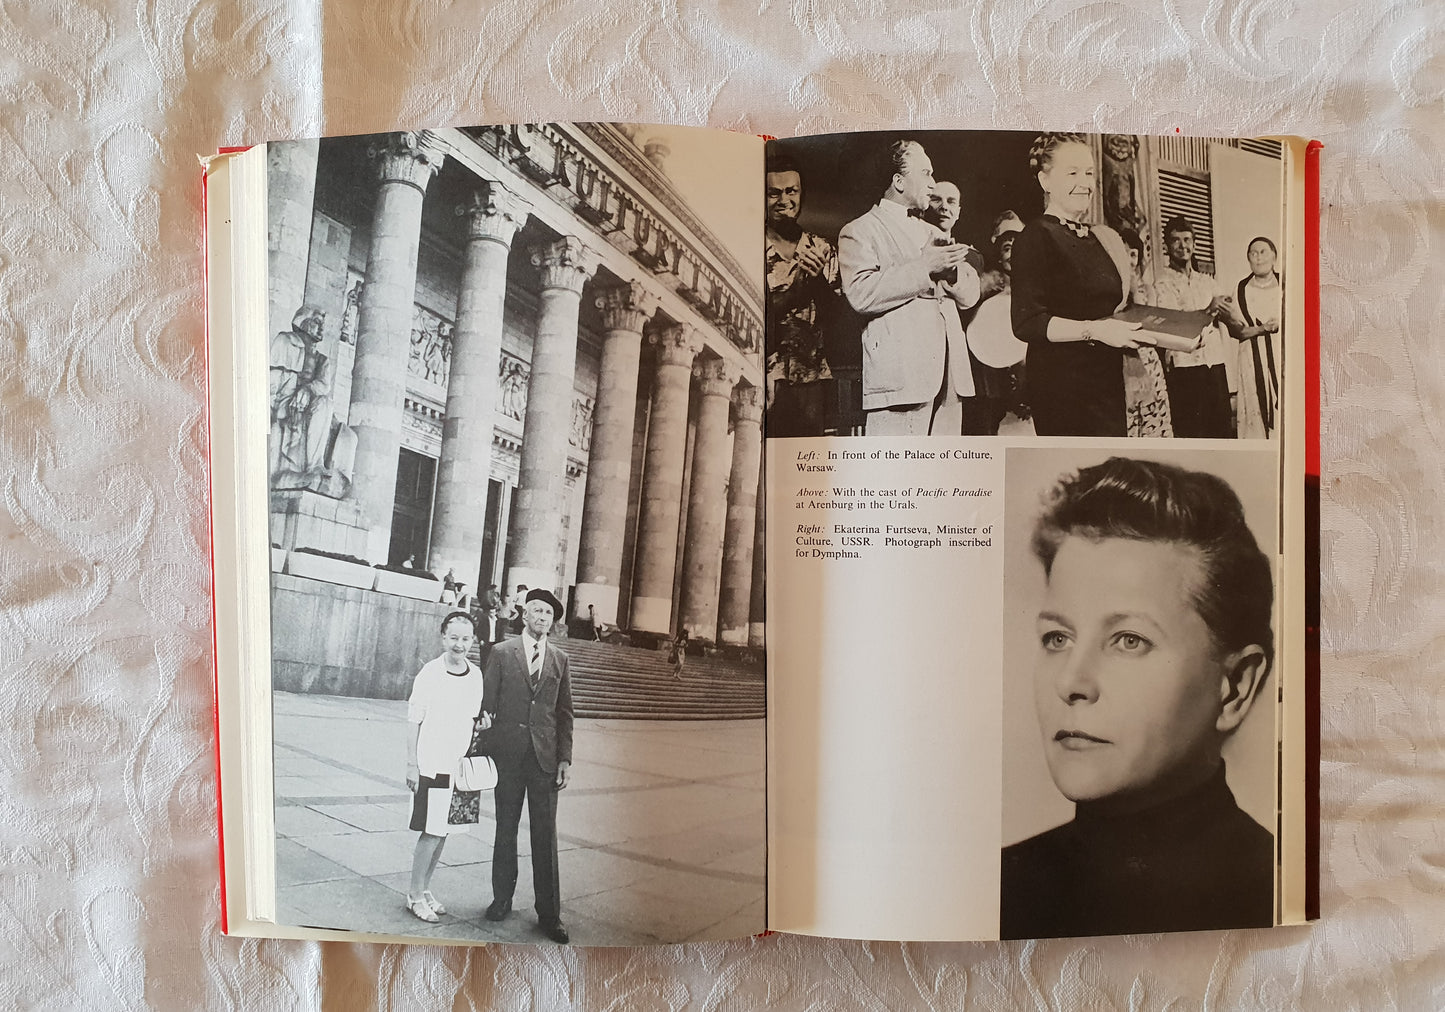 KULTURY I NAUKI
Left: In front of the Palace of Culture,
Warsaw.
Above: With the cast of Pacific Paradise
at Arenburg in the Urals.
Right: Ekaterina Furtseva, Minister of
Culture, USSR. Photograph inscribed
for Dymphna.